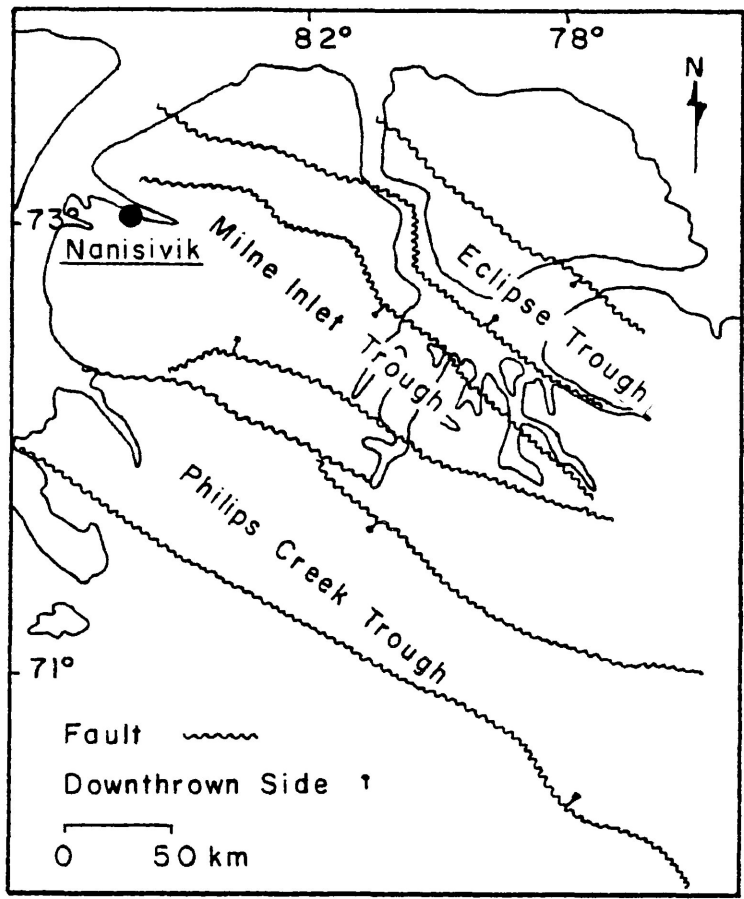 82° 78°
N
73°
Nanisivik
Milne Inlet Trough
Eclipse Trough
Philips Creek Trough
71°
Fault
Downthrown Side
0 50 km